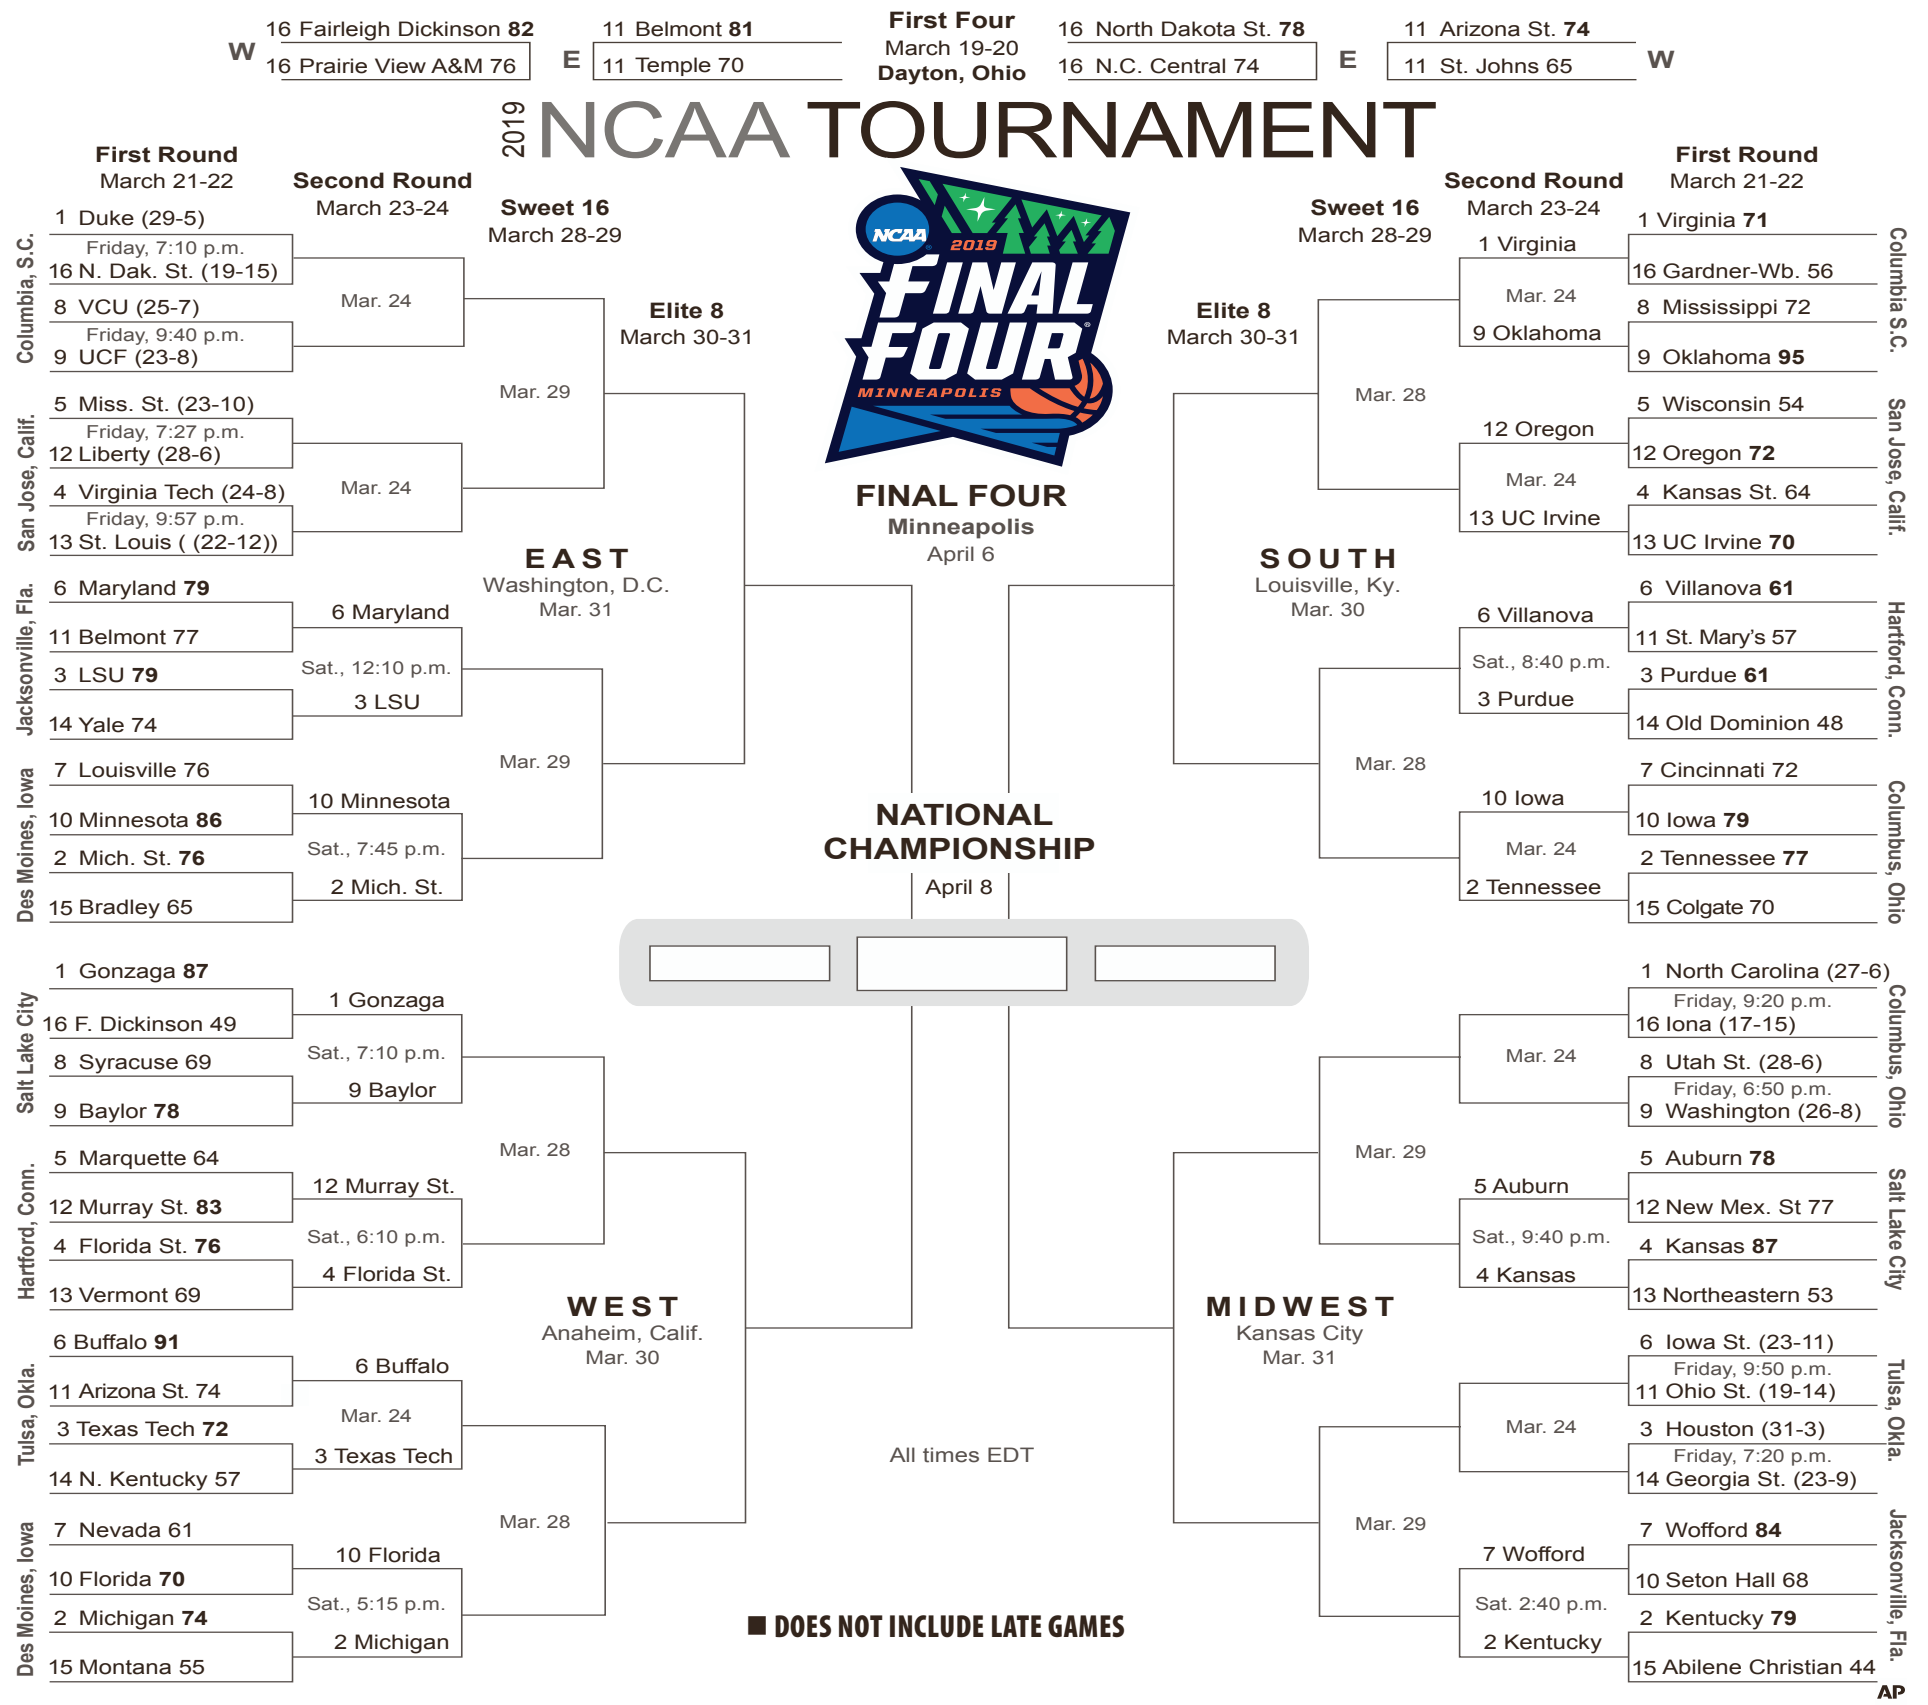 16 Fairleigh Dickinson 82
16 Prairie View A&M 76
W
11 Belmont 81
11 Temple 70
E
First Four
March 19-20
Dayton, Ohio
16 North Dakota St. 78
16 N.C. Central 74
E
11 Arizona St. 74
11 St. Johns 65
W
2019 NCAA TOURNAMENT
First Round
March 21-22
Second Round
March 23-24
Sweet 16
March 28-29
Elite 8
March 30-31
Columbia, S.C.
1 Duke (29-5)
Friday, 7:10 p.m.
16 N. Dak. St. (19-15)
8 VCU (25-7)
Friday, 9:40 p.m.
9 UCF (23-8)
Mar. 24
San Jose, Calif.
5 Miss. St. (23-10)
Friday, 7:27 p.m.
12 Liberty (28-6)
4 Virginia Tech (24-8)
Friday, 9:57 p.m.
13 St. Louis ( (22-12))
Mar. 24
Mar. 29
EAST
Washington, D.C.
Mar. 31
Jacksonville, Fla.
6 Maryland 79
11 Belmont 77
3 LSU 79
14 Yale 74
6 Maryland
Sat., 12:10 p.m.
3 LSU
Des Moines, Iowa
7 Louisville 76
10 Minnesota 86
2 Mich. St. 76
15 Bradley 65
10 Minnesota
Sat., 7:45 p.m.
2 Mich. St.
Mar. 29
Salt Lake City
1 Gonzaga 87
16 F. Dickinson 49
8 Syracuse 69
9 Baylor 78
1 Gonzaga
Sat., 7:10 p.m.
9 Baylor
Hartford, Conn.
5 Marquette 64
12 Murray St. 83
4 Florida St. 76
13 Vermont 69
12 Murray St.
Sat., 6:10 p.m.
4 Florida St.
Mar. 28
WEST
Anaheim, Calif.
Mar. 30
Tulsa, Okla.
6 Buffalo 91
11 Arizona St. 74
3 Texas Tech 72
14 N. Kentucky 57
6 Buffalo
Mar. 24
3 Texas Tech
Des Moines, Iowa
7 Nevada 61
10 Florida 70
2 Michigan 74
15 Montana 55
10 Florida
Sat., 5:15 p.m.
2 Michigan
Mar. 28
NCAA
2019
FINAL
FOUR
MINNEAPOLIS
FINAL FOUR
Minneapolis
April 6
NATIONAL
CHAMPIONSHIP
April 8
All times EDT
DOES NOT INCLUDE LATE GAMES
First Round
March 21-22
Second Round
March 23-24
Sweet 16
March 28-29
Elite 8
March 30-31
Columbia S.C.
1 Virginia 71
16 Gardner-Wb. 56
8 Mississippi 72
9 Oklahoma 95
1 Virginia
Mar. 24
9 Oklahoma
San Jose, Calif.
5 Wisconsin 54
12 Oregon 72
4 Kansas St. 64
13 UC Irvine 70
12 Oregon
Mar. 24
13 UC Irvine
Mar. 28
SOUTH
Louisville, Ky.
Mar. 30
Hartford, Conn.
6 Villanova 61
11 St. Mary's 57
3 Purdue 61
14 Old Dominion 48
6 Villanova
Sat., 8:40 p.m.
3 Purdue
Columbus, Ohio
7 Cincinnati 72
10 Iowa 79
2 Tennessee 77
15 Colgate 70
10 Iowa
Mar. 24
2 Tennessee
Mar. 28
Columbus, Ohio
1 North Carolina (27-6)
Friday, 9:20 p.m.
16 Iona (17-15)
8 Utah St. (28-6)
Friday, 6:50 p.m.
9 Washington (26-8)
Mar. 24
Salt Lake City
5 Auburn 78
12 New Mex. St 77
4 Kansas 87
13 Northeastern 53
5 Auburn
Sat., 9:40 p.m.
4 Kansas
Mar. 29
MIDWEST
Kansas City
Mar. 31
Tulsa, Okla.
6 Iowa St. (23-11)
Friday, 9:50 p.m.
11 Ohio St. (19-14)
3 Houston (31-3)
Friday, 7:20 p.m.
14 Georgia St. (23-9)
Mar. 24
Jacksonville, Fla.
7 Wofford 84
10 Seton Hall 68
2 Kentucky 79
15 Abilene Christian 44
7 Wofford
Sat. 2:40 p.m.
2 Kentucky
Mar. 29
AP